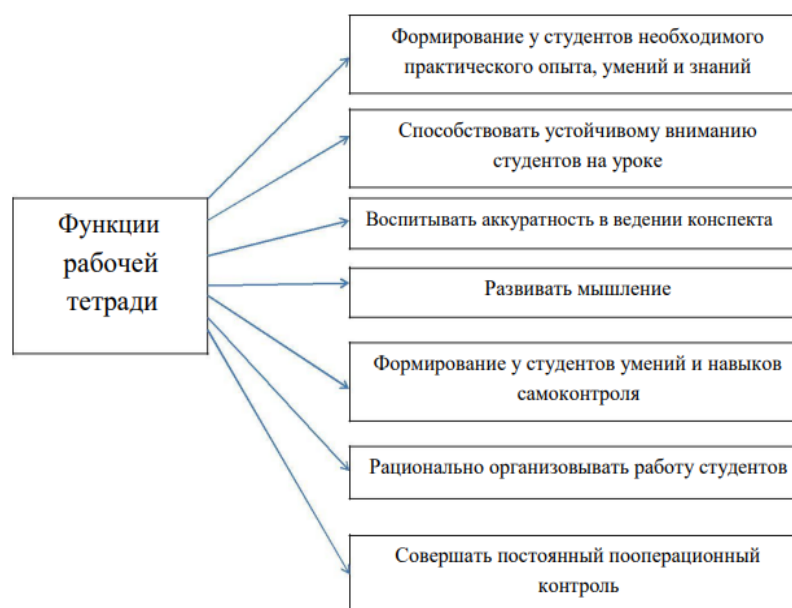 Функции
рабочей
тетради
Формирование у студентов необходимого
практического опыта, умений и знаний
Способствовать устойчивому вниманию
студентов на уроке
Воспитывать аккуратность в ведении конспекта
Развивать мышление
Формирование у студентов умений и навыков
самоконтроля
Рационально организовывать работу студентов
Совершать постоянный пооперационный
контроль